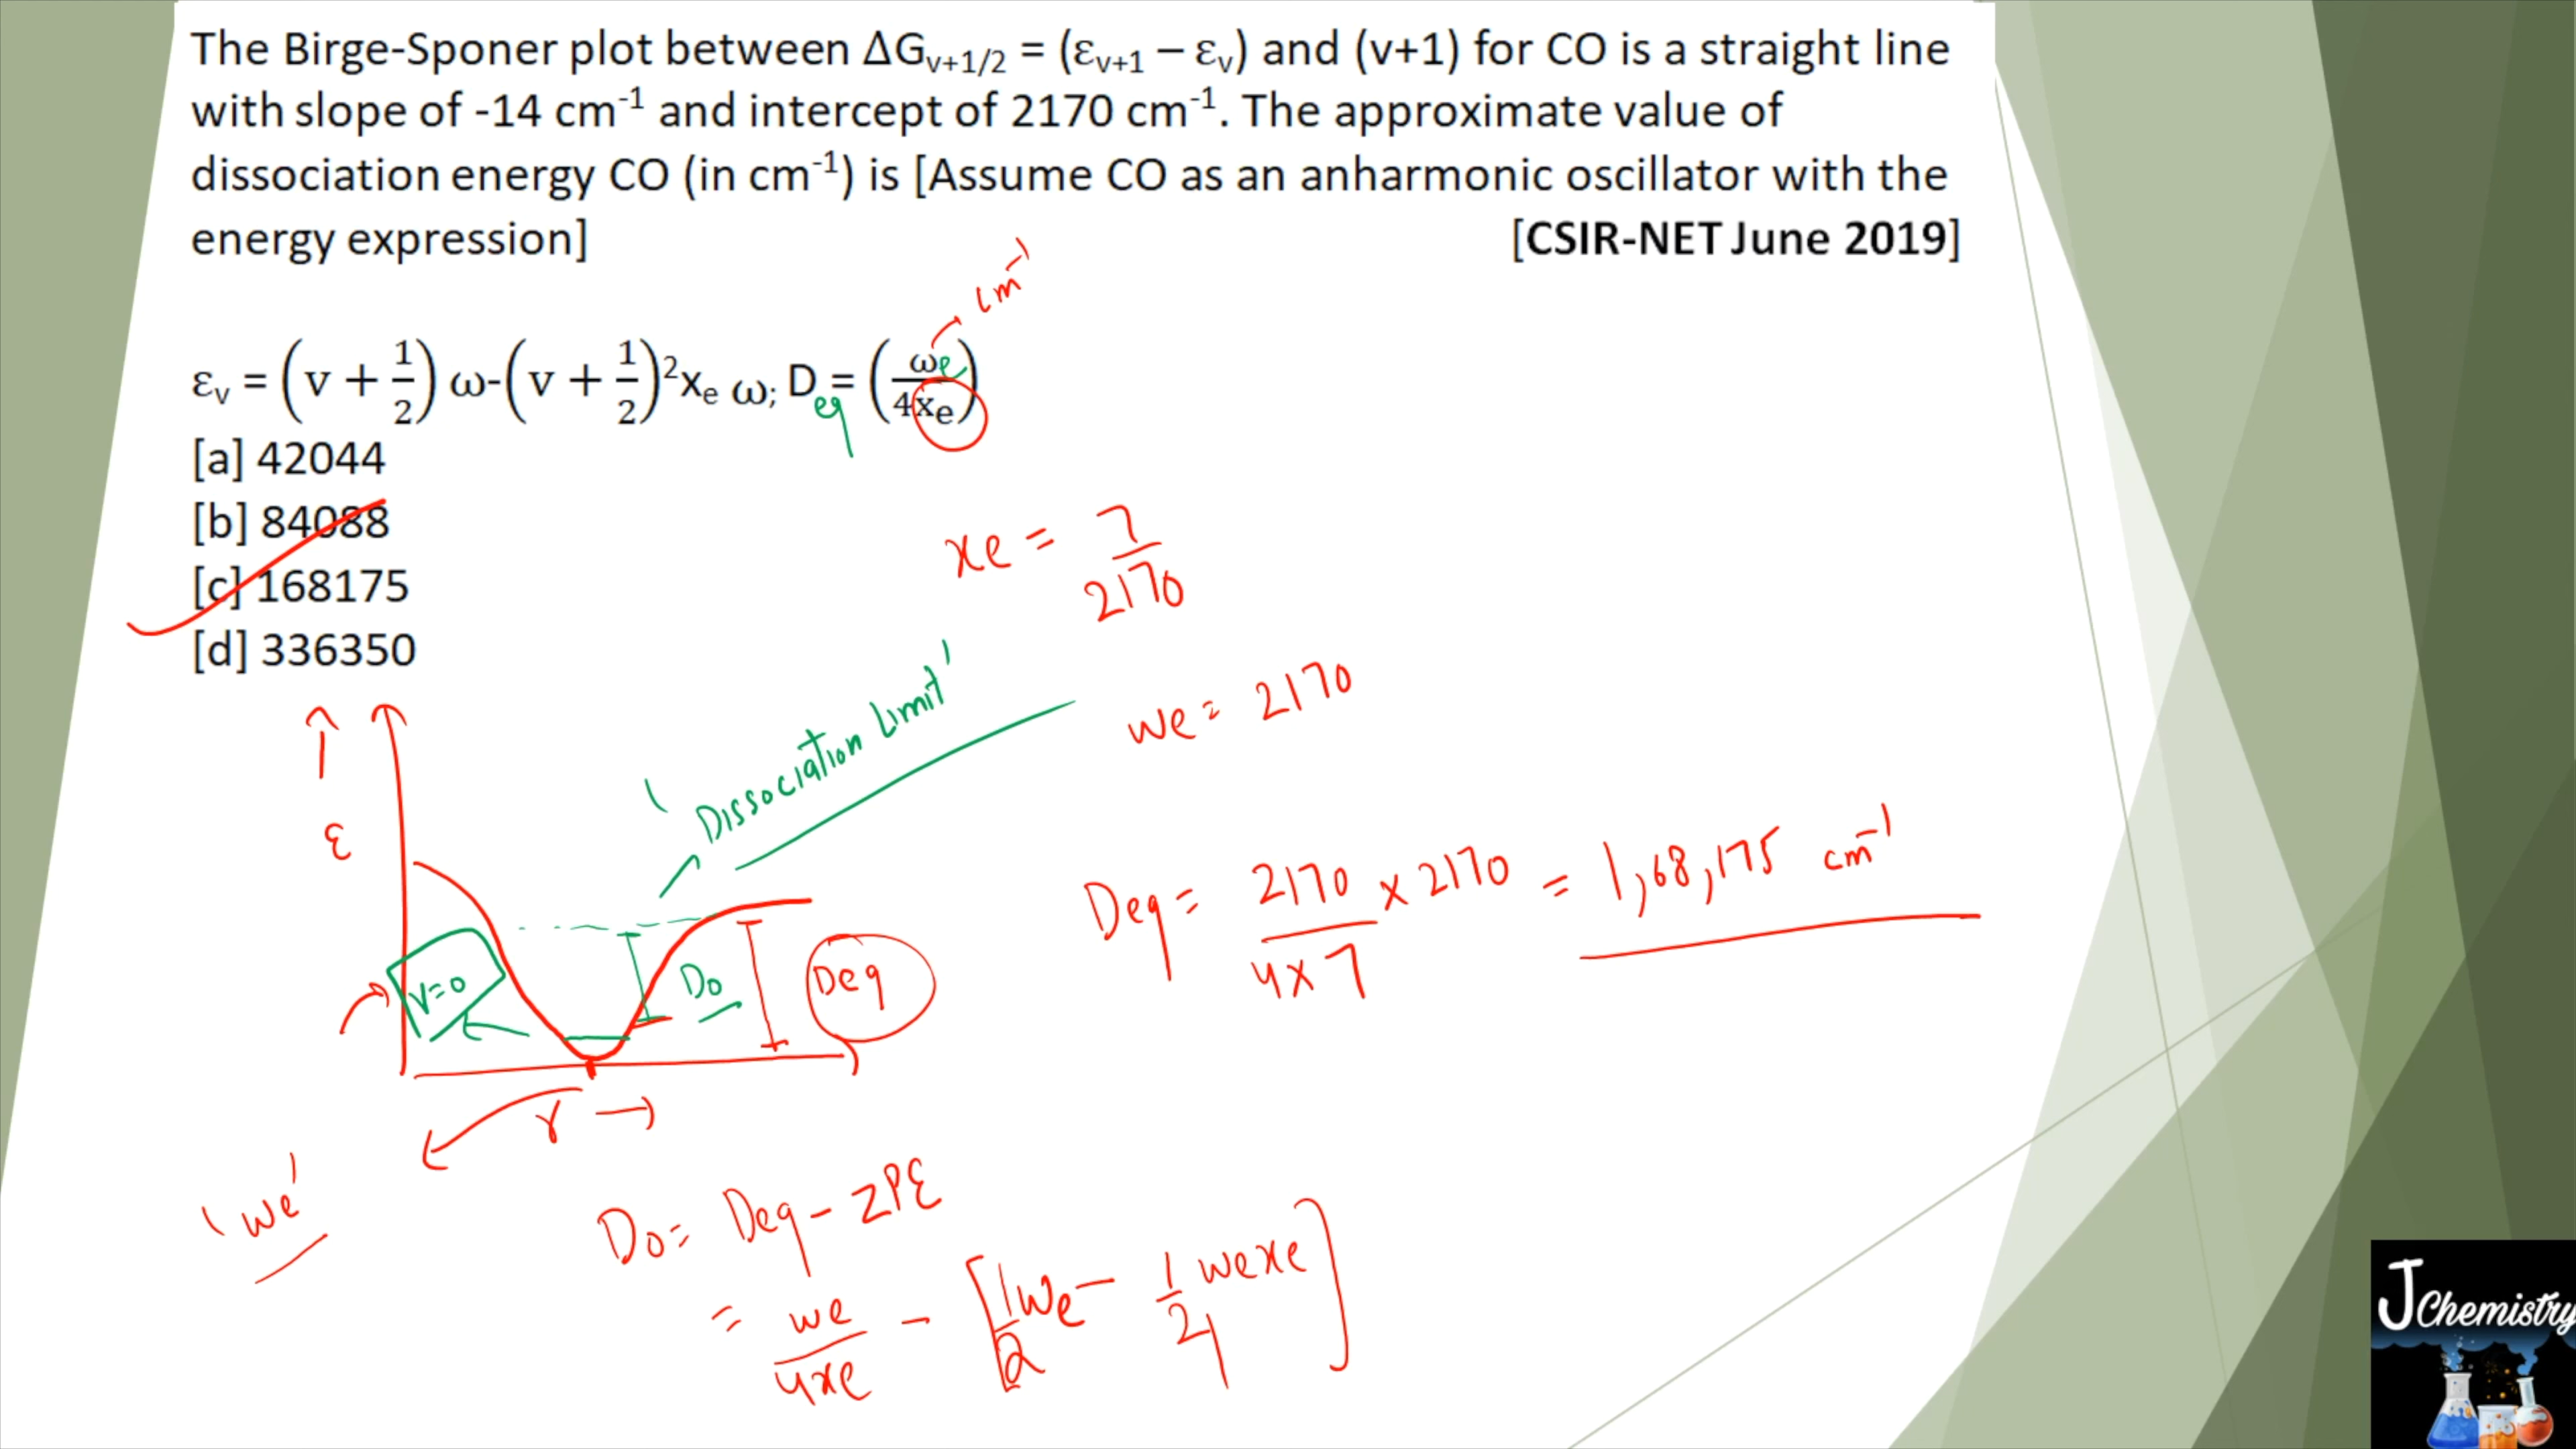 The Birge-Sponer plot between ΔGv+1/2 = (εv+1 – εv) and (v+1) for CO is a straight line
with slope of -14 cm-1 and intercept of 2170 cm-1. The approximate value of
dissociation energy CO (in cm-1) is [Assume CO as an anharmonic oscillator with the
energy expression] [CSIR-NET June 2019]
cm-1
εv = (v + 1/2) ω-(v + 1/2)²xe ω; Deq = (ωe/4xe)
[a] 42044
[b] 84088
[c] 168175
[d] 336350
xe = 7/2170
we = 2170
'Dissociation Limit'
ε
Deq = 2170/4x7 x 2170 = 1,68,175 cm-1
v=0
Do
Deq
r →
'we'
Do = Deq - ZPE
= we/4xe - [1/2 we - 1/4 wexe]
J Chemistry